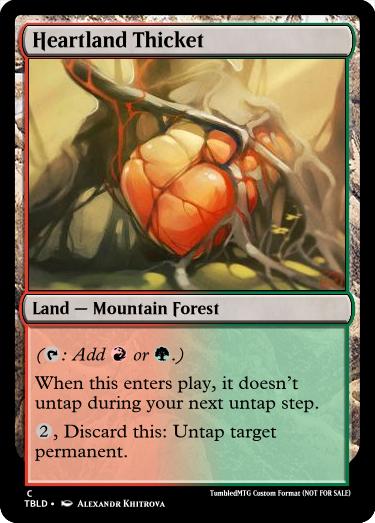 Heartland Thicket
Land — Mountain Forest
(: Add or .)
When this enters play, it doesn't
untap during your next untap step.
2, Discard this: Untap target
permanent.
C
TBLD • Alexandr Khitrova
TumbledMTG Custom Format (NOT FOR SALE)